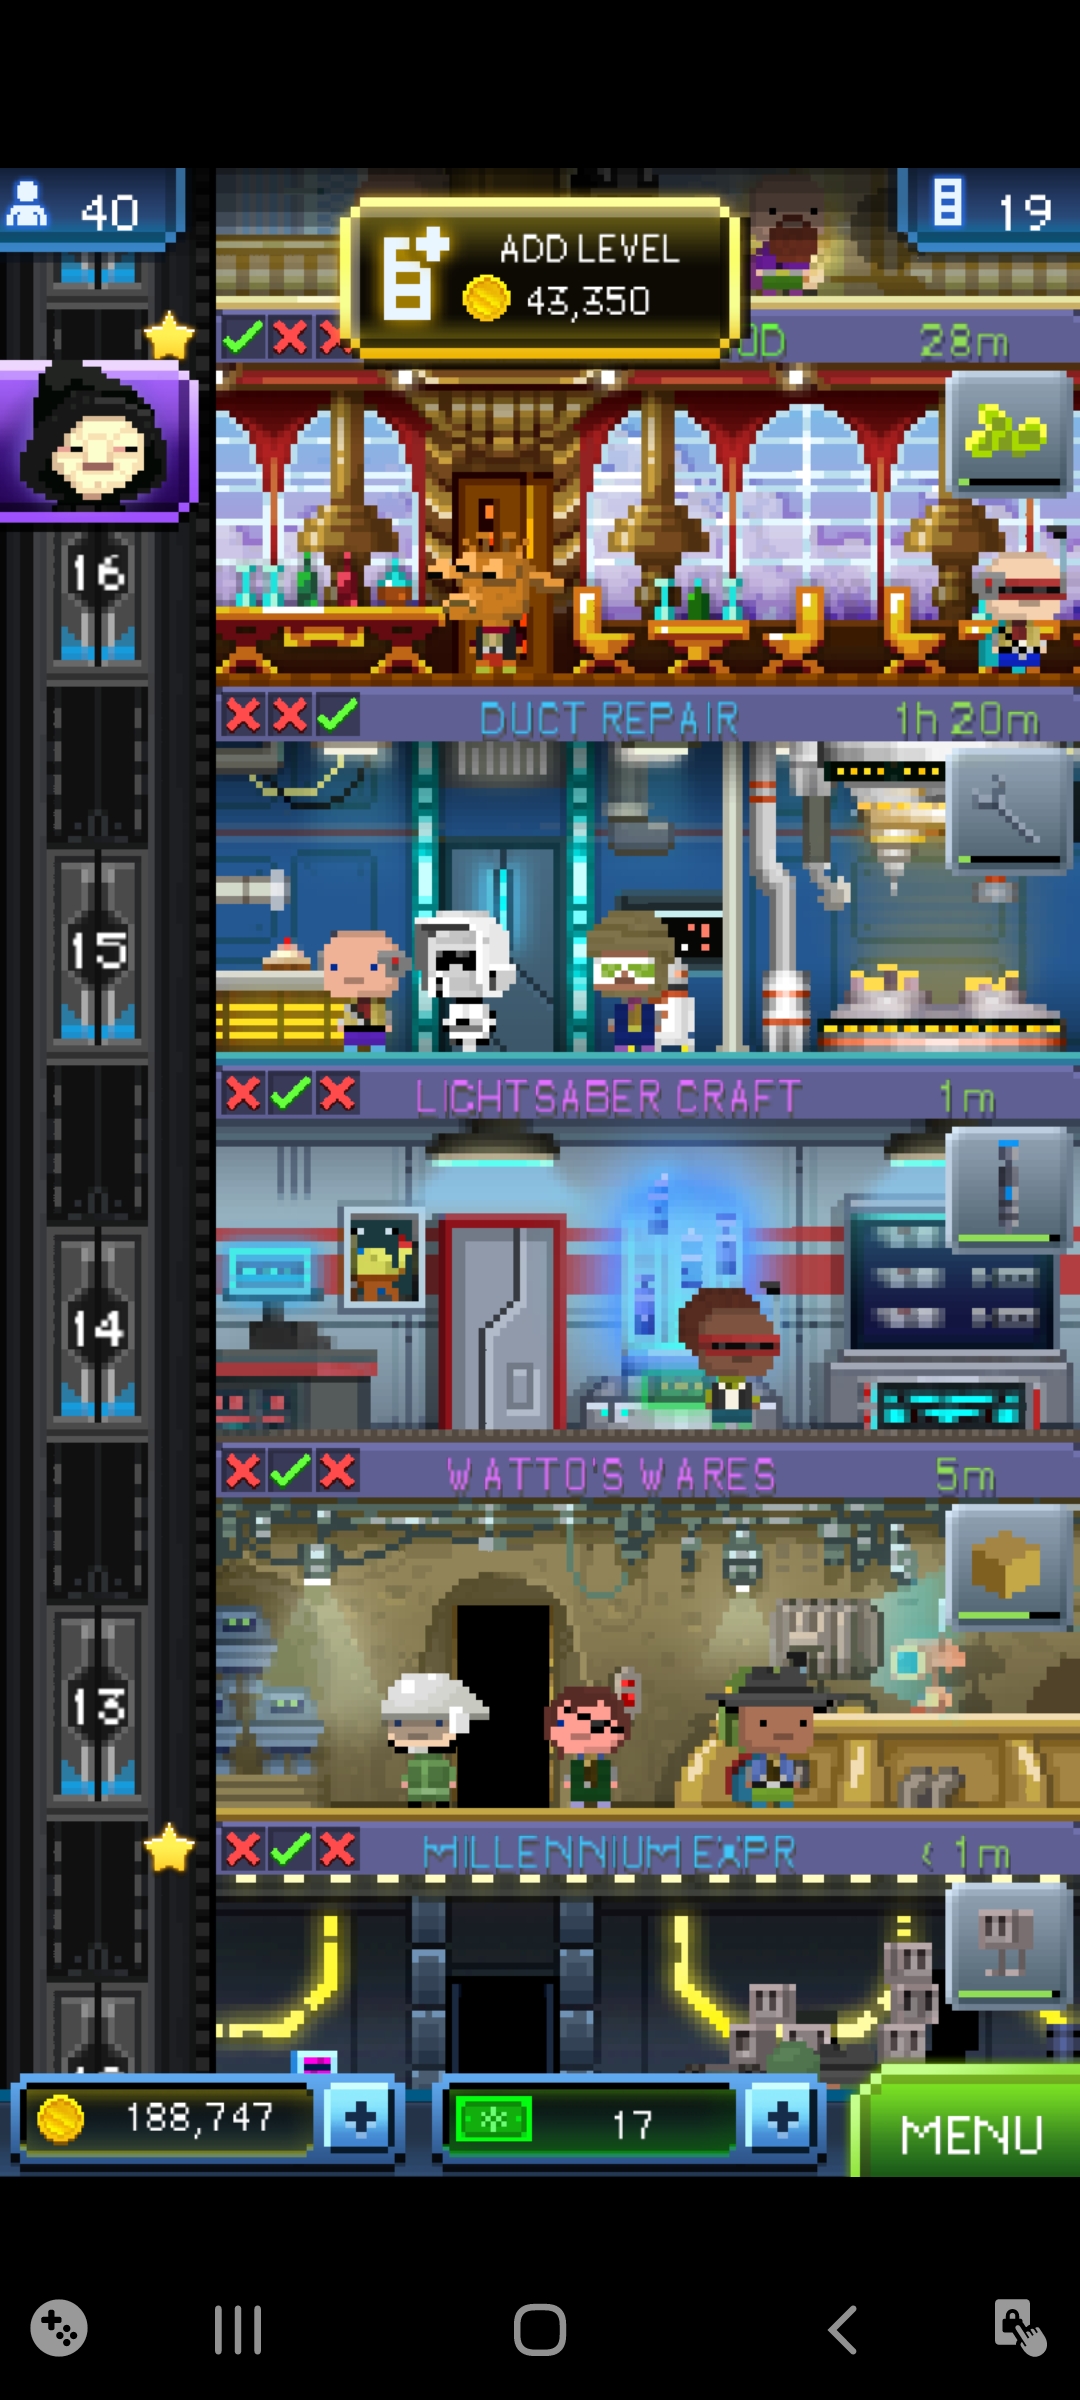 40
ADD LEVEL
43,350
19
28m
16
DUCT REPAIR 1h 20m
15
LIGHTSABER CRAFT 1m
14
WATTO'S WARES 5m
13
MILLENNIUM EXPR < 1m
188,747
17
MENU